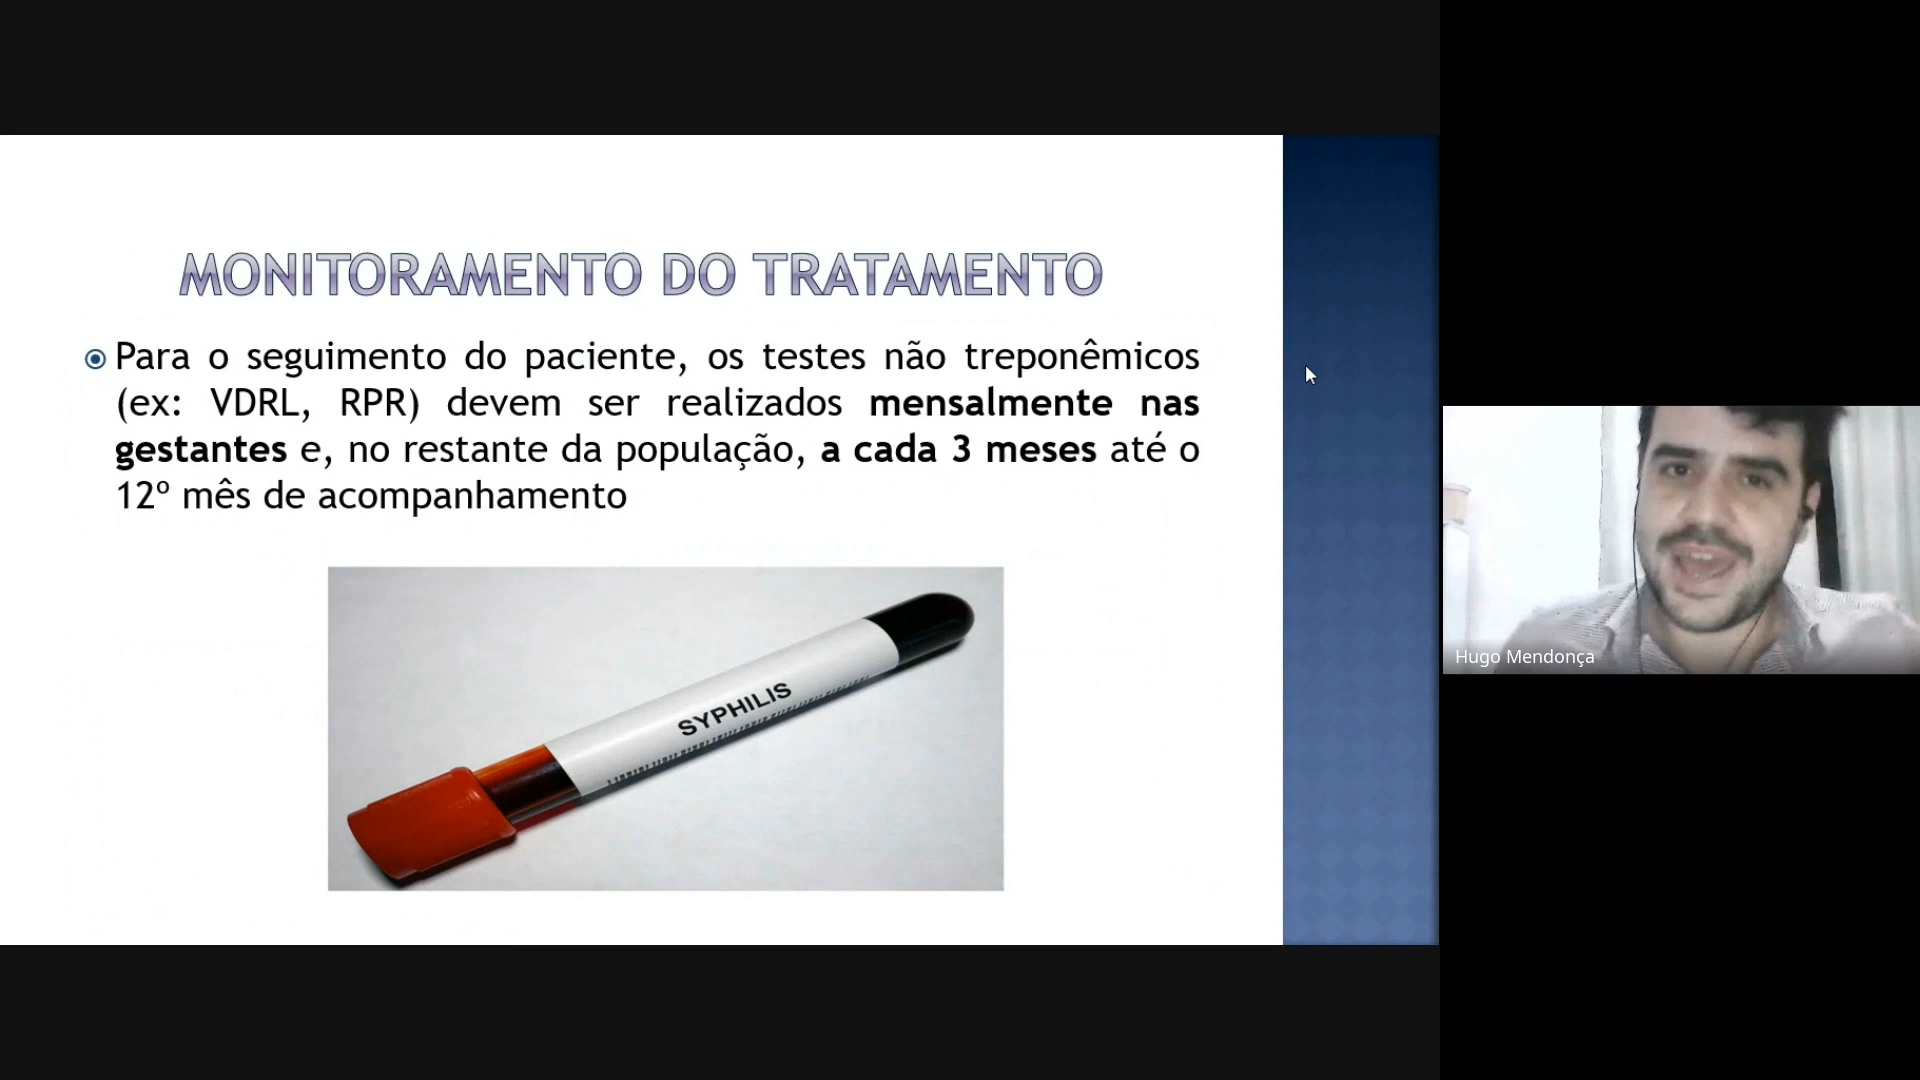 MONITORAMENTO DO TRATAMENTO
Para o seguimento do paciente, os testes não treponêmicos
(ex: VDRL, RPR) devem ser realizados mensalmente nas
gestantes e, no restante da população, a cada 3 meses até o
12º mês de acompanhamento
SYPHILIS
Hugo Mendonça